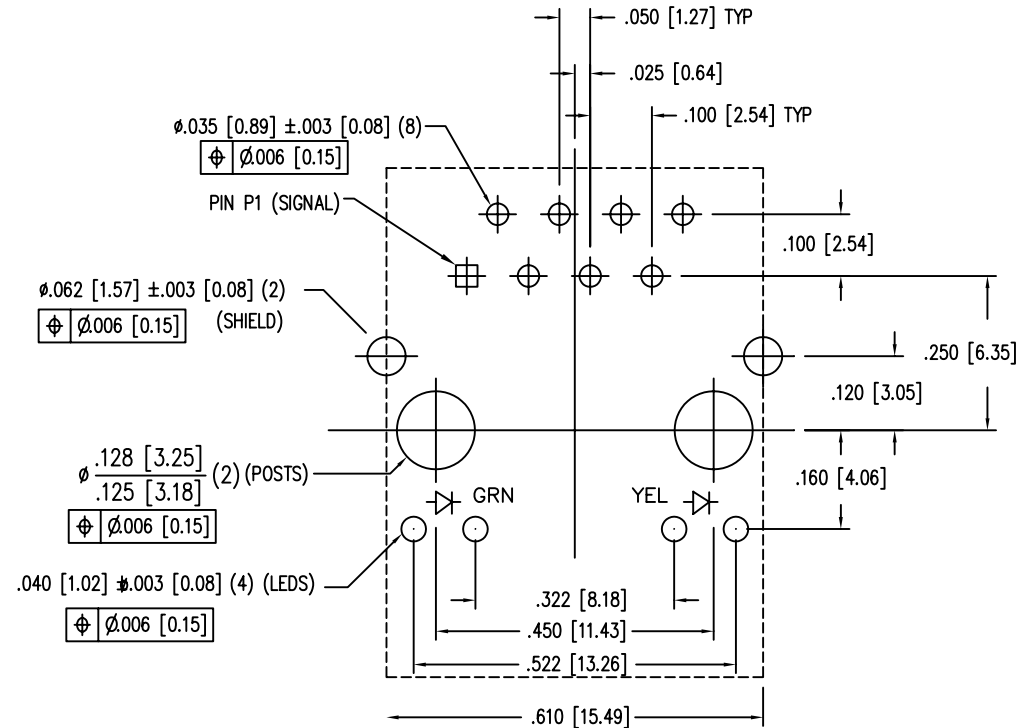 .050 [1.27] TYP
.025 [0.64]
.100 [2.54] TYP
ø.035 [0.89] ±.003 [0.08] (8)
⌖ Ø.006 [0.15]
PIN P1 (SIGNAL)
.100 [2.54]
ø.062 [1.57] ±.003 [0.08] (2)
(SHIELD)
⌖ Ø.006 [0.15]
.250 [6.35]
.120 [3.05]
ø .128 [3.25]
.125 [3.18] (2) (POSTS)
⌖ Ø.006 [0.15]
.160 [4.06]
GRN
YEL
.040 [1.02] ±.003 [0.08] (4) (LEDS)
⌖ Ø.006 [0.15]
.322 [8.18]
.450 [11.43]
.522 [13.26]
.610 [15.49]